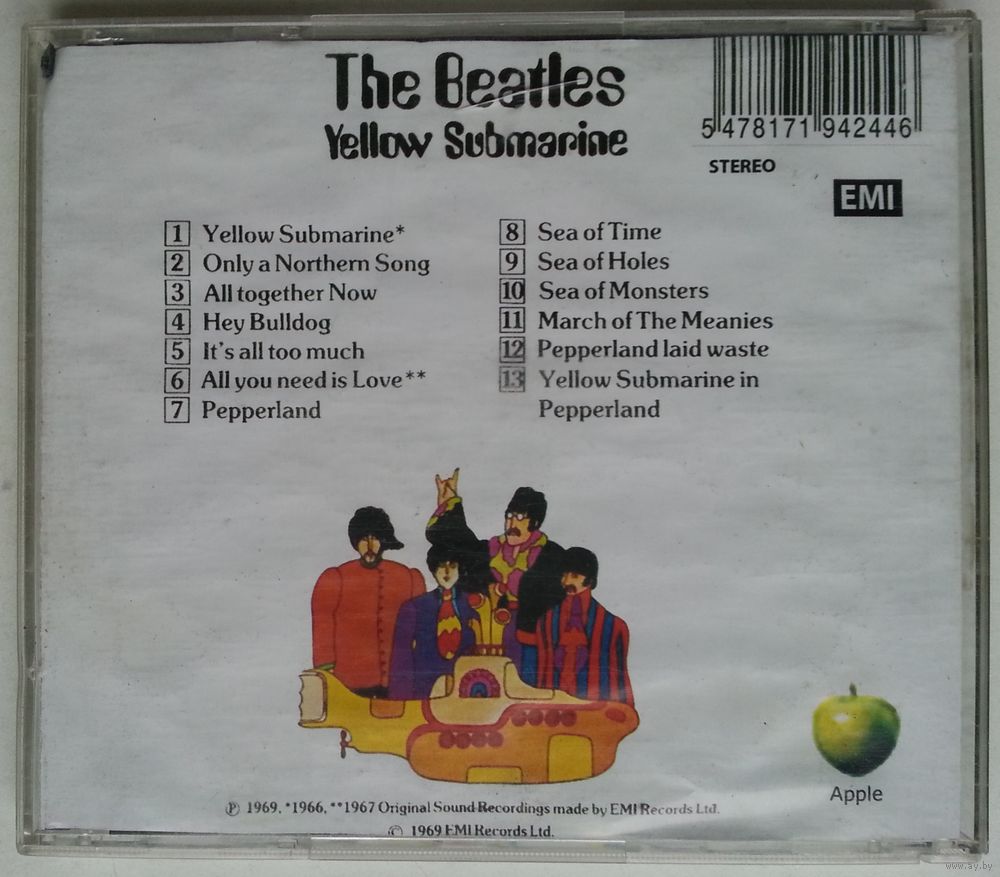 The Beatles
Yellow Submarine
5 478171 942446
STEREO
EMI
1 Yellow Submarine*
2 Only a Northern Song
3 All together Now
4 Hey Bulldog
5 It's all too much
6 All you need is Love**
7 Pepperland
8 Sea of Time
9 Sea of Holes
10 Sea of Monsters
11 March of The Meanies
12 Pepperland laid waste
13 Yellow Submarine in
Pepperland
Apple
℗ 1969, *1966, **1967 Original Sound Recordings made by EMI Records Ltd.
© 1969 EMI Records Ltd.
www.ay.by